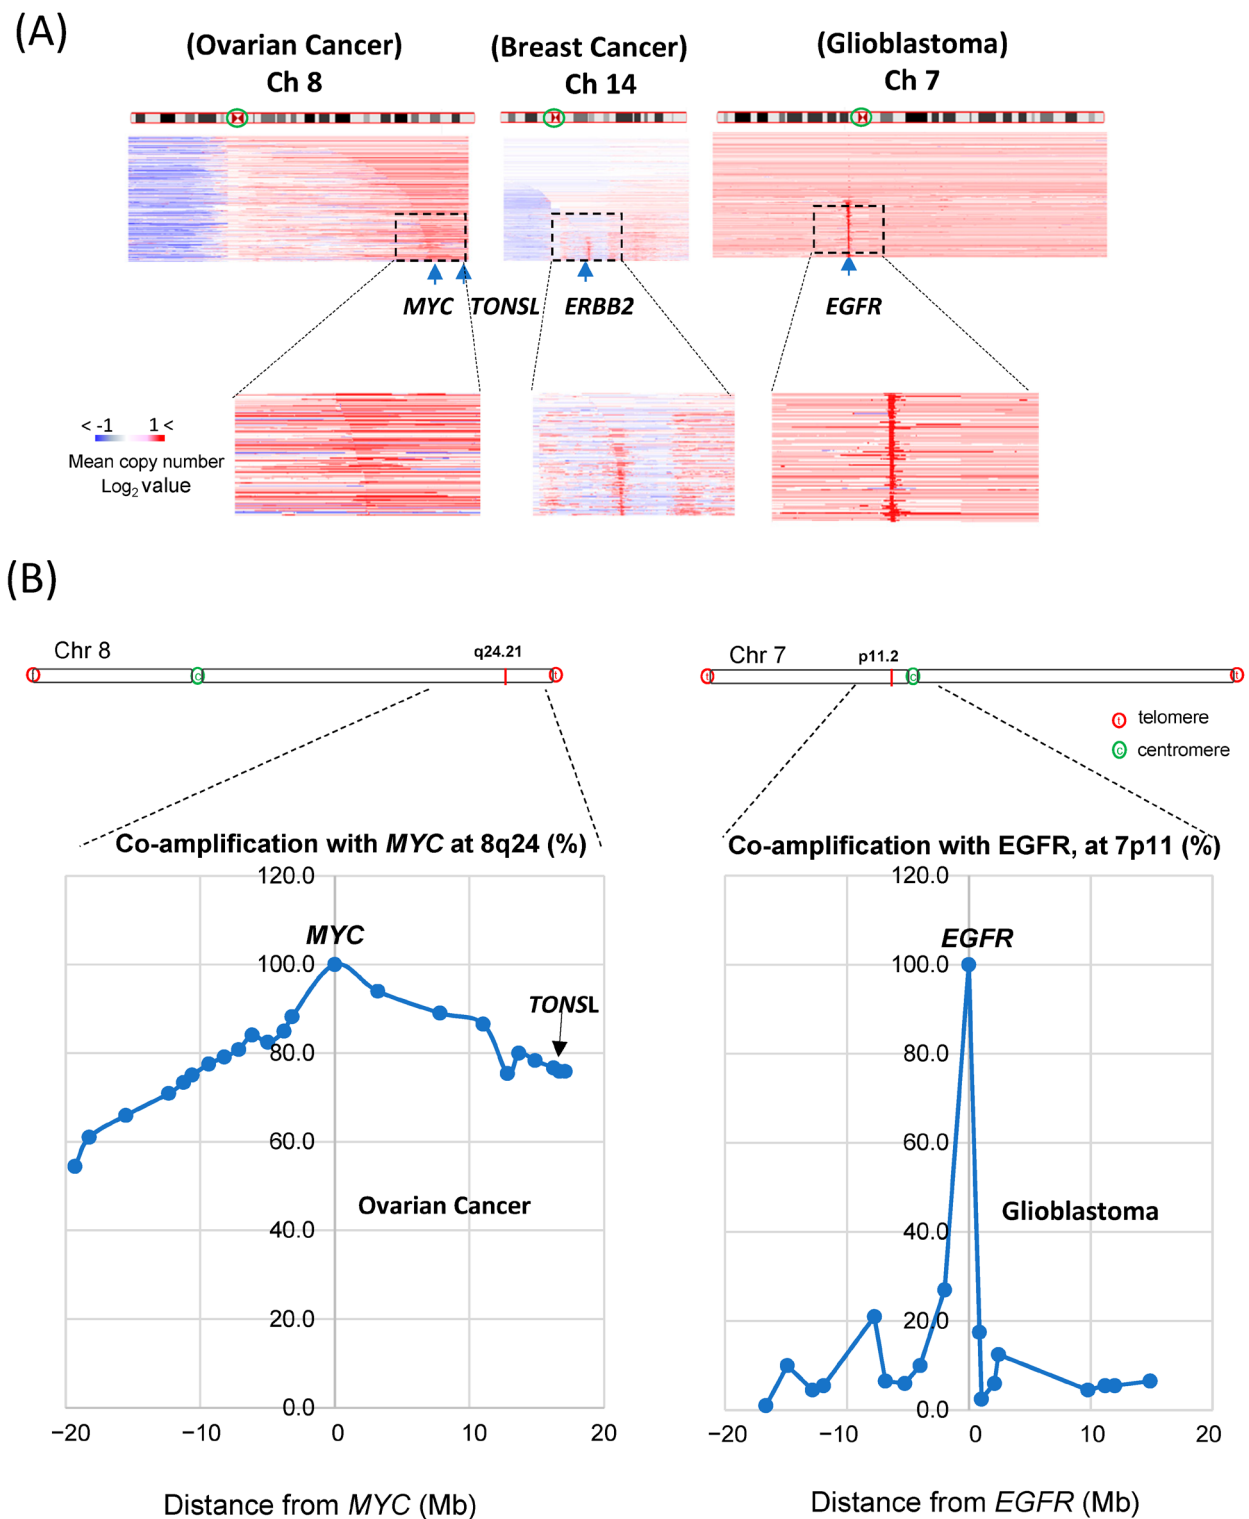 (A)
(Ovarian Cancer)
Ch 8
(Breast Cancer)
Ch 14
(Glioblastoma)
Ch 7
MYC
TONSL
ERBB2
EGFR
< -1
1 <
Mean copy number
Log2 value
(B)
Chr 8
q24.21
c
t
Chr 7
p11.2
t
c
t
t telomere
c centromere
Co-amplification with MYC at 8q24 (%)
120.0
100.0
80.0
60.0
40.0
20.0
0.0
MYC
TONSL
Ovarian Cancer
−20
−10
0
10
20
Distance from MYC (Mb)
Co-amplification with EGFR, at 7p11 (%)
120.0
100.0
80.0
60.0
40.0
20.0
0.0
EGFR
Glioblastoma
−20
−10
0
10
20
Distance from EGFR (Mb)